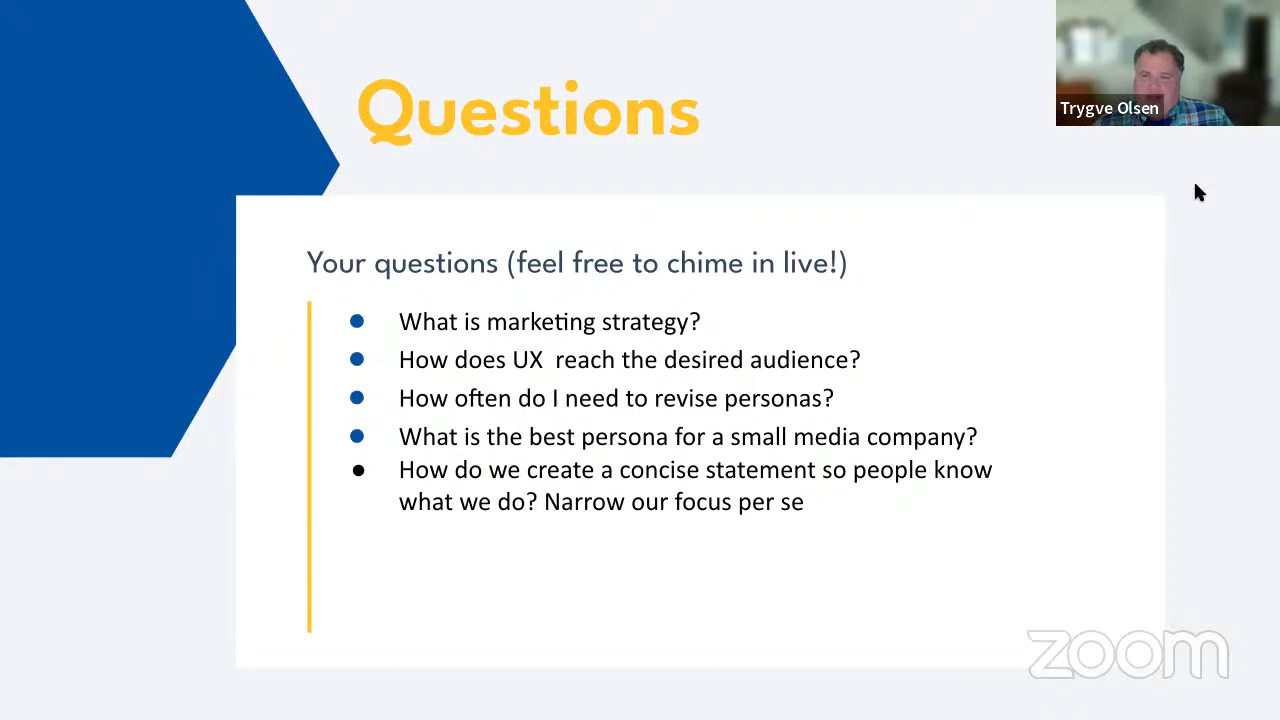 Questions
Trygve Olsen
Your questions (feel free to chime in live!)
What is marketing strategy?
How does UX  reach the desired audience?
How often do I need to revise personas?
What is the best persona for a small media company?
How do we create a concise statement so people know
what we do? Narrow our focus per se
zoom